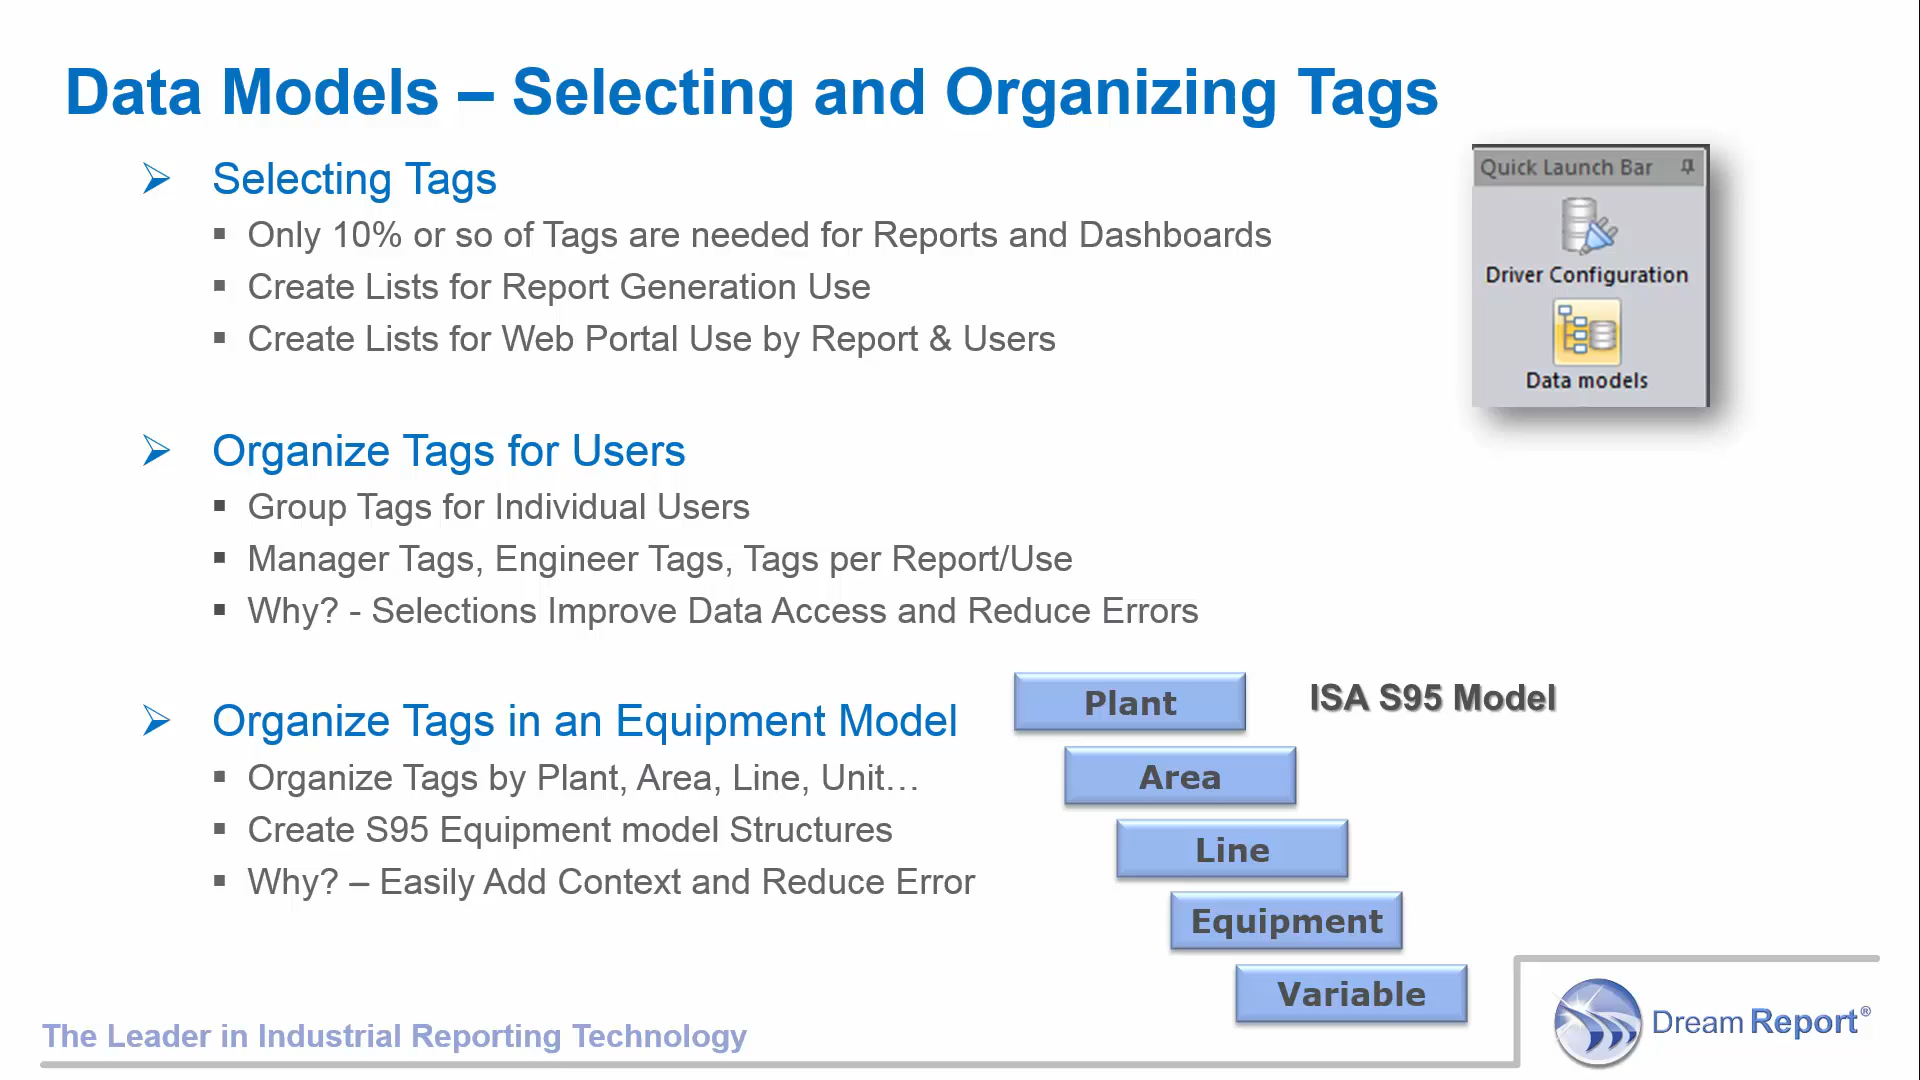 Data Models – Selecting and Organizing Tags
Selecting Tags
Only 10% or so of Tags are needed for Reports and Dashboards
Create Lists for Report Generation Use
Create Lists for Web Portal Use by Report & Users
Quick Launch Bar
Driver Configuration
Data models
Organize Tags for Users
Group Tags for Individual Users
Manager Tags, Engineer Tags, Tags per Report/Use
Why? - Selections Improve Data Access and Reduce Errors
Organize Tags in an Equipment Model
Organize Tags by Plant, Area, Line, Unit…
Create S95 Equipment model Structures
Why? – Easily Add Context and Reduce Error
ISA S95 Model
Plant
Area
Line
Equipment
Variable
The Leader in Industrial Reporting Technology
Dream Report®